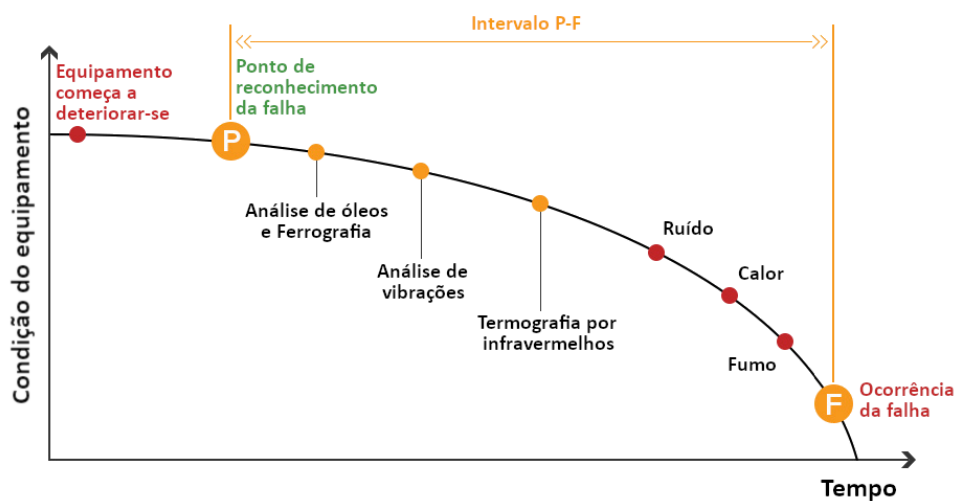 Intervalo P-F
Equipamento
começa a
deteriorar-se
Ponto de
reconhecimento
da falha
P
Análise de óleos
e Ferrografia
Análise de
vibrações
Termografia por
infravermelhos
Ruído
Calor
Fumo
F
Ocorrência
da falha
Condição do equipamento
Tempo